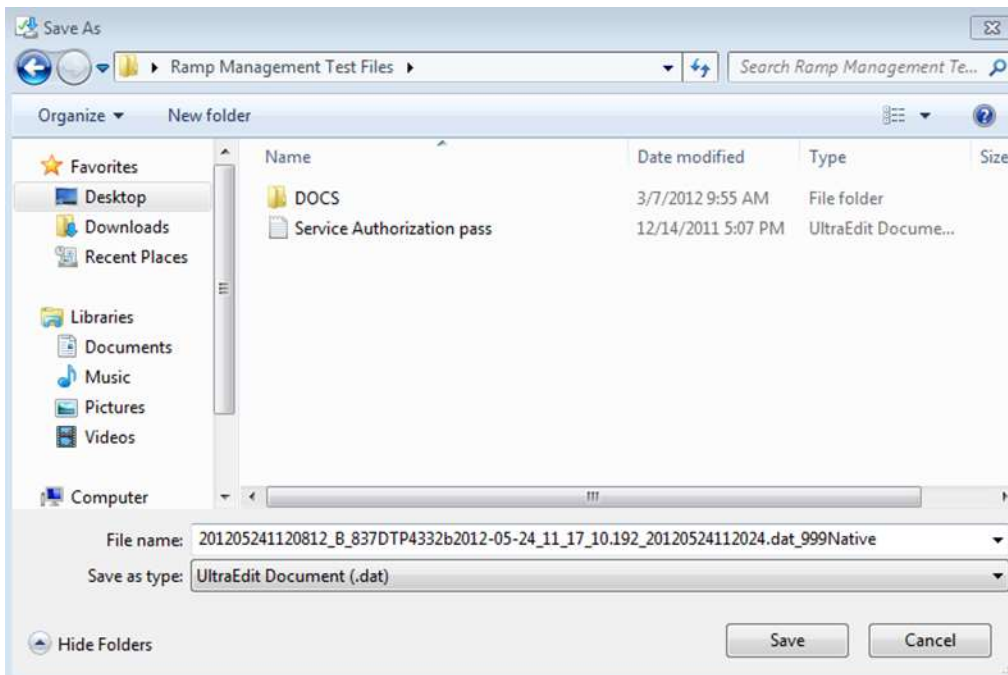 Save As
Ramp Management Test Files
Search Ramp Management Te...
Organize
New folder
Name
Date modified
Type
Size
Favorites
Desktop
Downloads
Recent Places
Libraries
Documents
Music
Pictures
Videos
Computer
DOCS 3/7/2012 9:55 AM File folder
Service Authorization pass 12/14/2011 5:07 PM UltraEdit Docume...
File name: 201205241120812_B_837DTP4332b2012-05-24_11_17_10.192_20120524112024.dat_999Native
Save as type: UltraEdit Document (.dat)
Hide Folders
Save
Cancel